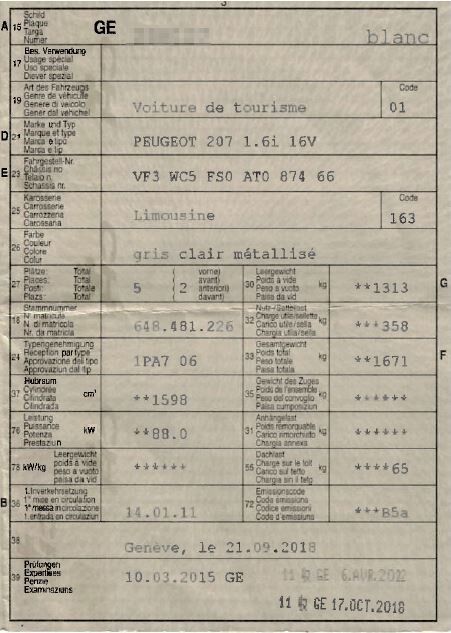 A 15 Schild
Plaque
Targa
Numer
GE
blanc
17 Bes. Verwendung
Usage spécial
Uso speciale
Diever spezial
19 Art des Fahrzeugs
Genre de véhicule
Genere di veicolo
Gener dal vehichel
Voiture de tourisme
Code
01
D 21 Marke und Typ
Marque et type
Marca e tipo
Marca e tip
PEUGEOT 207 1.6i 16V
E 23 Fahrgestell-Nr.
Châssis no
Telaio n.
Schassis nr.
VF3 WC5 FS0 AT0 874 66
25 Karosserie
Carrosserie
Carrozzeria
Carossaria
Limousine
Code
163
26 Farbe
Couleur
Colore
Colur
gris clair métallisé
27 Plätze: Total ( vorne)
Places: Total ( avant)
Posti: Totale anteriori)
Plazs: Total davant)
5 2
30 Leergewicht
Poids à vide
Peso a vuoto
Paisa da vid
kg
**1313
G
18 Stammnummer
N. matricule
N. di matricola
Nr. da matricla
648.481.226
32 Nutz-/Sattellast
Charge utile/sellette
Carico utile/sella
Chargia utila/sella
kg
***358
24 Typengenehmigung
Réception par type
Approvazione del tipo
Approvaziun dal tip
1PA7 06
33 Gesamtgewicht
Poids total
Peso totale
Paisa totala
kg
**1671
F
37 Hubraum
Cylindrée
Cilindrata
Cilindrada
cm³
**1598
35 Gewicht des Zuges
Poids de l'ensemble
Peso del convoglio
Paisa cumposiziun
kg
******
76 Leistung
Puissance
Potenza
Prestaziun
kW
**88.0
31 Anhängelast
Poids remorquable
Carico rimorchiato
Chargia annexa
kg
******
78 kW/kg
Leergewicht
poids à vide
peso a vuoto
paisa da vid
******
55 Dachlast
Charge sur le toit
Carico sul tetto
Chargia sin il tetg
kg
****65
B 36 1. Inverkehrsetzung
1re mise en circulation
1a messa in circolazione
1. entrada en circulaziun
14.01.11
72 Emissionscode
Code émissions
Codice emissioni
Code d'emissiuns
***B5a
38
Genève, le 21.09.2018
39 Prüfungen
Expertises
Perizie
Examinaziuns
10.03.2015 GE
11 GE 6.AVR.2022
11 GE 17.OCT.2018